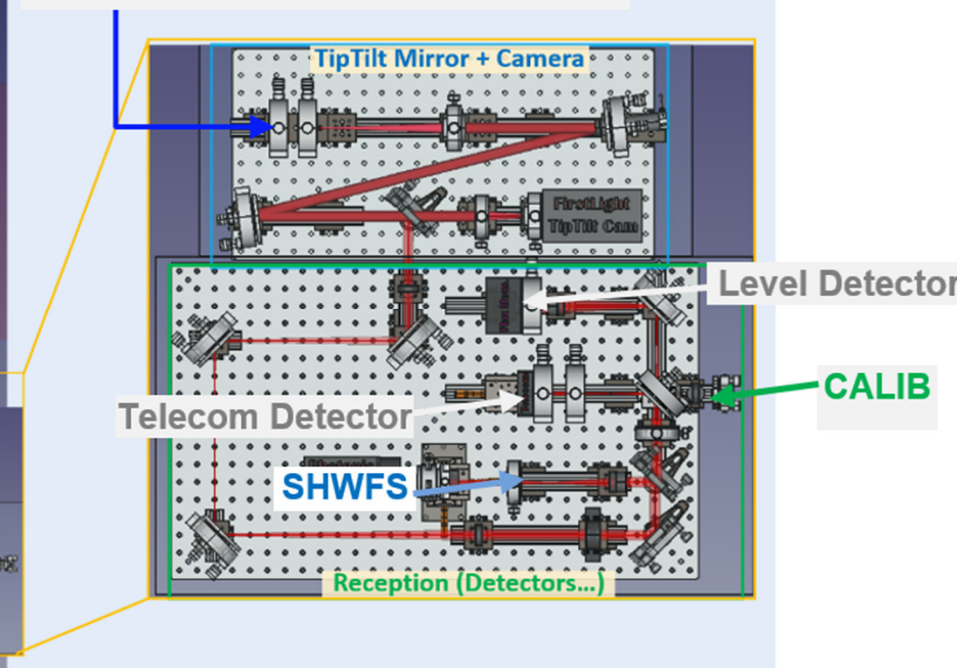 TipTilt Mirror + Camera
FirstLight
TipTilt Cam
Level Detector
CALIB
Telecom Detector
SHWFS
Reception (Detectors...)